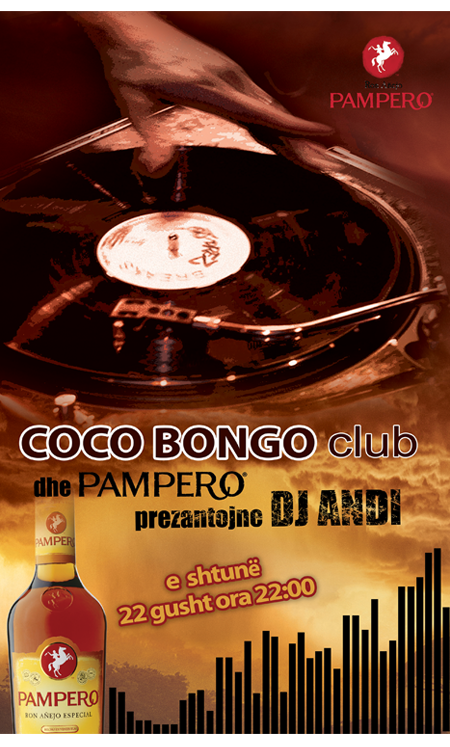 PAMPERO
COCO BONGO club
dhe PAMPERO®
prezantojne DJ ANDI
e shtunë
22 gusht ora 22:00
PAMPERO
PAMPERO
RON AÑEJO ESPECIAL